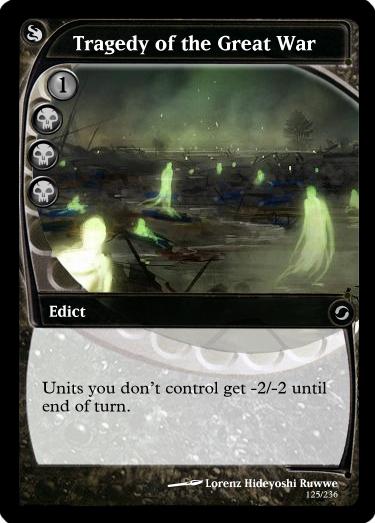 Tragedy of the Great War
1
Edict
Units you don't control get -2/-2 until
end of turn.
Lorenz Hideyoshi Ruwwe
125/236